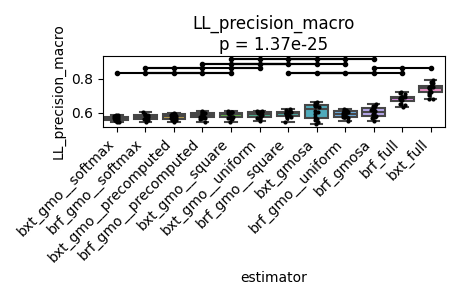 LL_precision_macro
p = 1.37e-25
LL_precision_macro
0.8
0.6
bxt_gmo__softmax
brf_gmo__softmax
bxt_gmo__precomputed
brf_gmo__precomputed
bxt_gmo__square
bxt_gmo__uniform
brf_gmo__square
bxt_gmosa
brf_gmo__uniform
brf_gmosa
brf_full
bxt_full
estimator